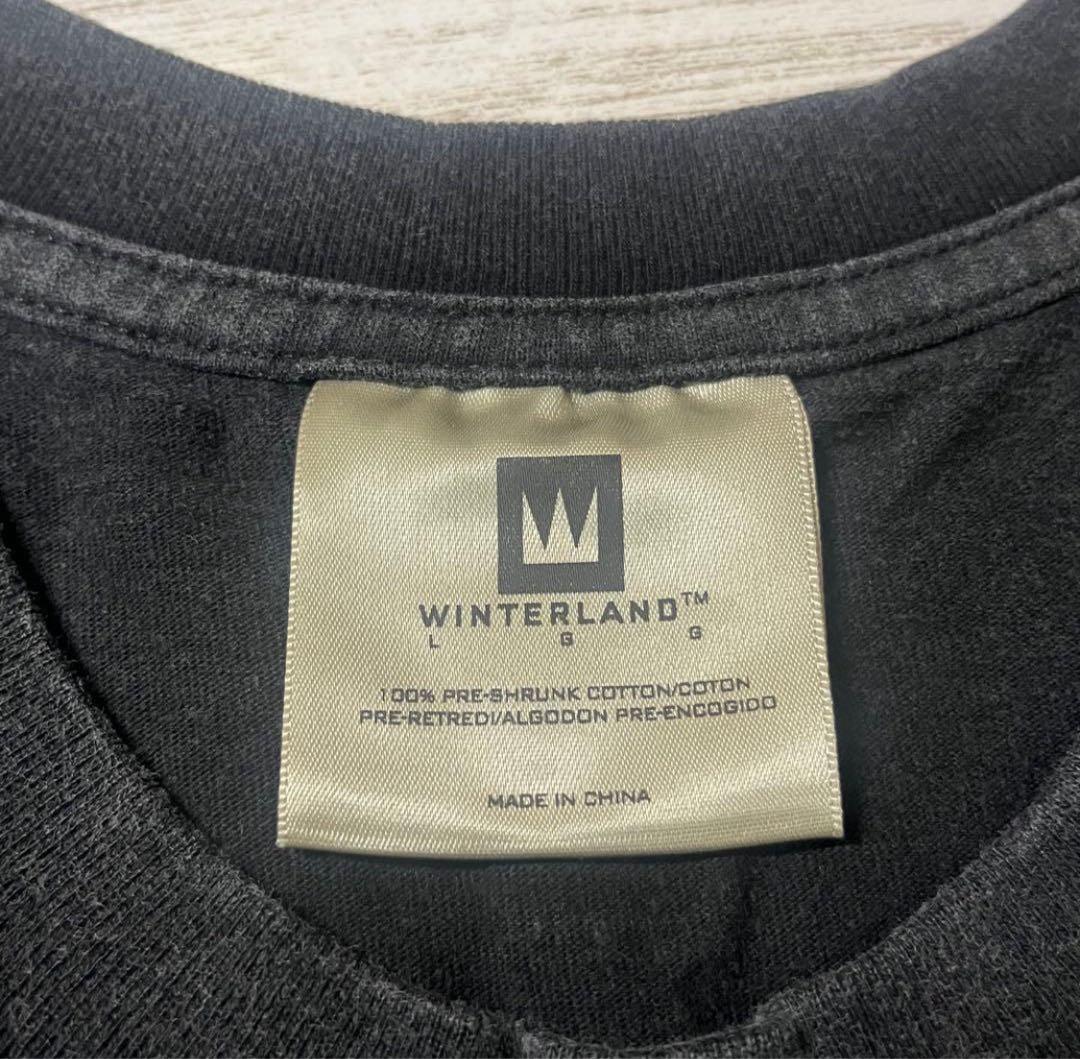 W
WINTERLAND™
L G G
100% PRE-SHRUNK COTTON/COTON
PRE-RETREDI/ALGODON PRE-ENCOGIDO
MADE IN CHINA